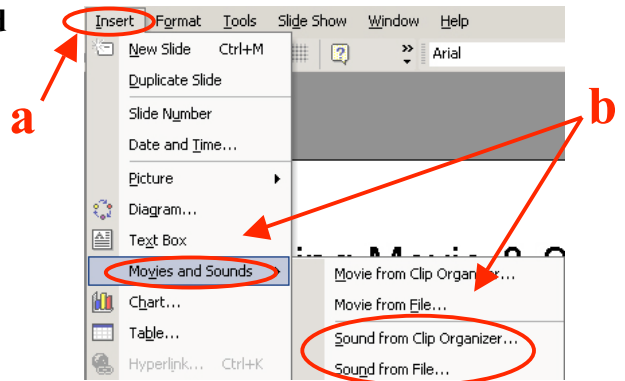 d
Insert Format Tools Slide Show Window Help
New Slide Ctrl+M
Arial
Duplicate Slide
a
b
Slide Number
Date and Time...
Picture
Diagram...
Text Box
Movies and Sounds
Movie from Clip Organizer...
Chart...
Movie from File...
Table...
Sound from Clip Organizer...
Hyperlink... Ctrl+K
Sound from File...